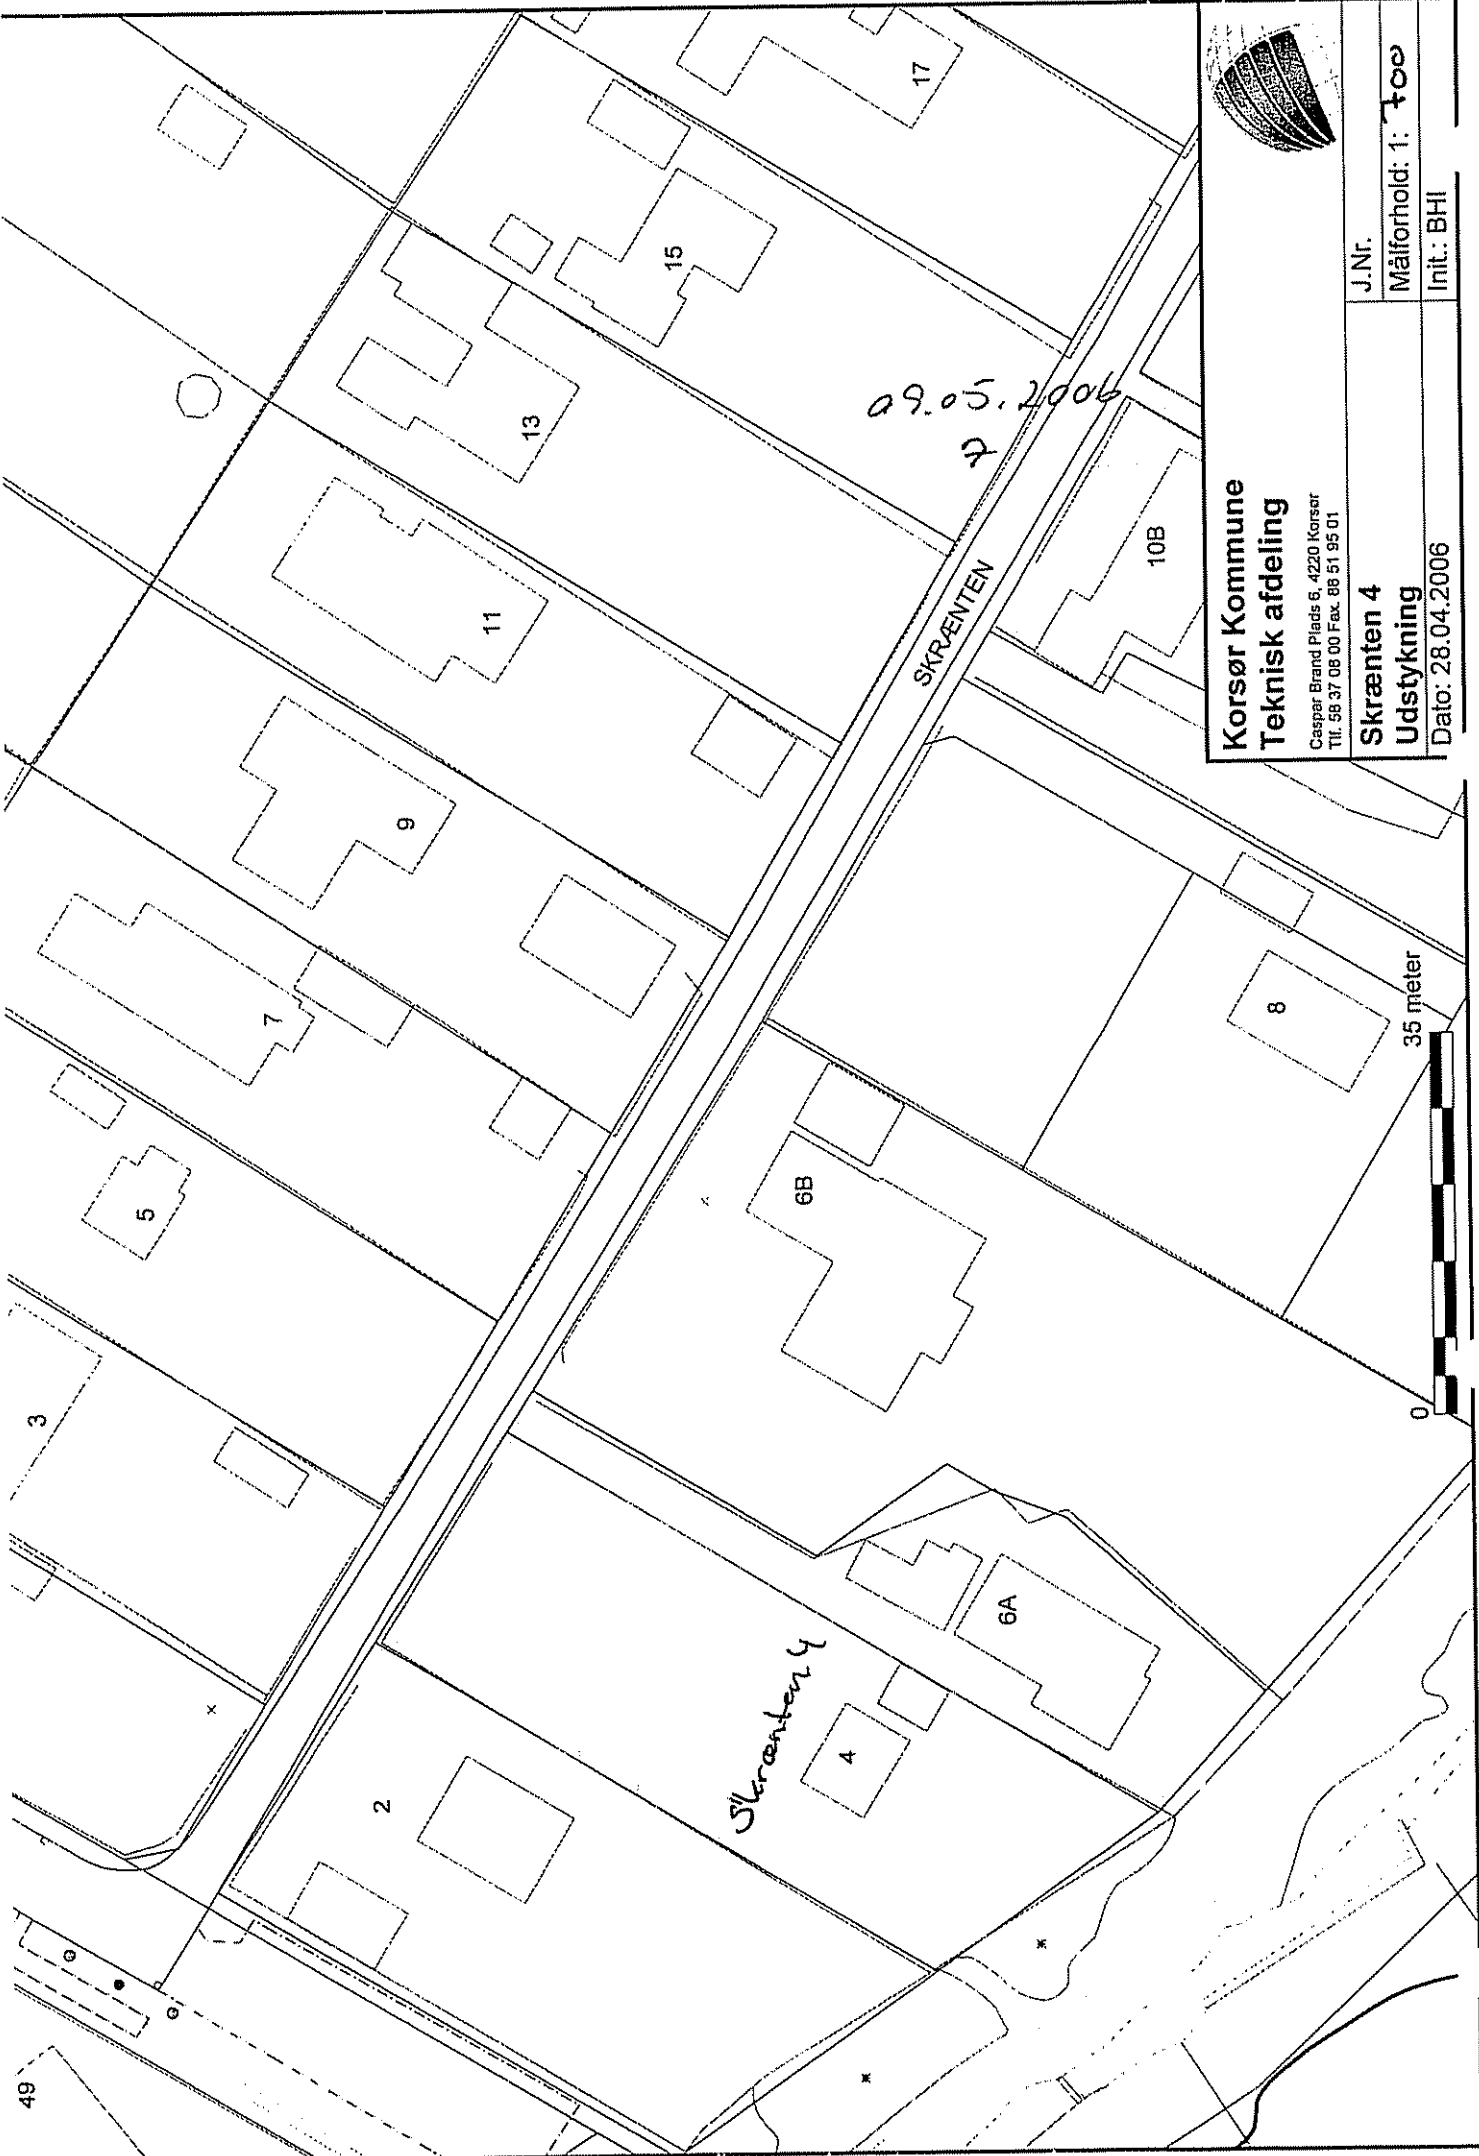 49
3
5
7
9
11
13
15
17
2
4
6A
6B
8
10B
SKRÆNTEN
Skrænten 4
09.05.2006
0
35 meter
Korsør Kommune
Teknisk afdeling
Caspar Brand Plads 6, 4220 Korsør
Tlf. 58 37 08 00 Fax. 88 51 95 01
Skrænten 4
Udstykning
Dato: 28.04.2006
J.Nr.
Målforhold: 1: 700
Init.: BHI